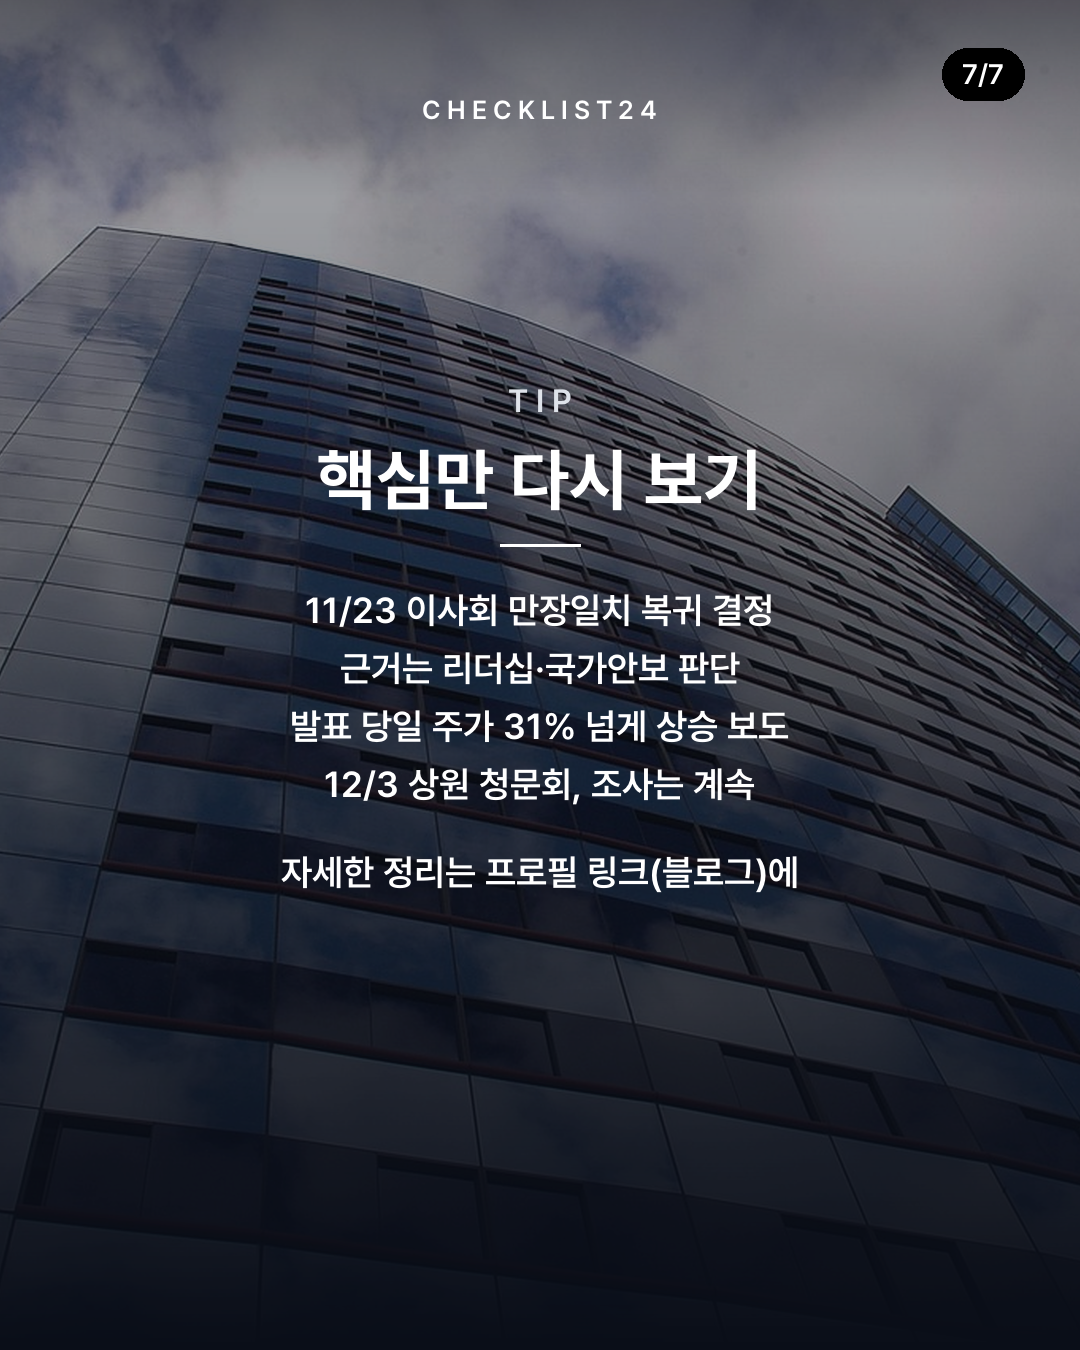 7/7
CHECKLIST24
TIP
핵심만 다시 보기
11/23 이사회 만장일치 복귀 결정
근거는 리더십·국가안보 판단
발표 당일 주가 31% 넘게 상승 보도
12/3 상원 청문회, 조사는 계속
자세한 정리는 프로필 링크(블로그)에